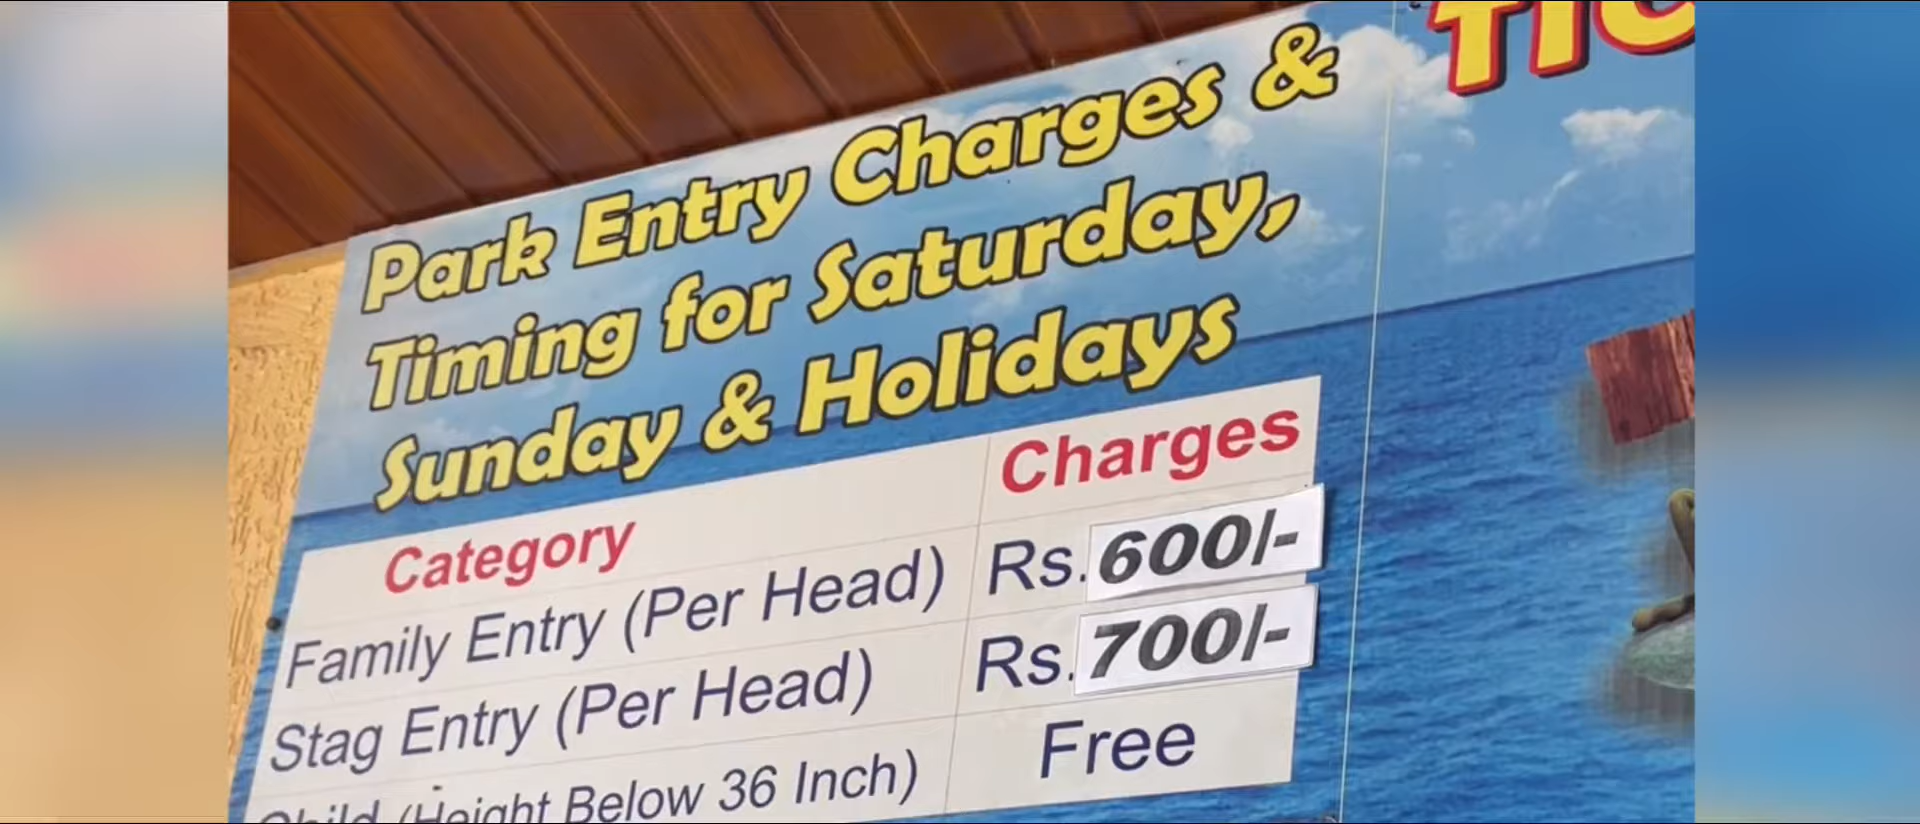 Park Entry Charges &
Timing for Saturday,
Sunday & Holidays
Category Charges
Family Entry (Per Head) Rs. 600/-
Stag Entry (Per Head) Rs. 700/-
Child (Height Below 36 Inch) Free